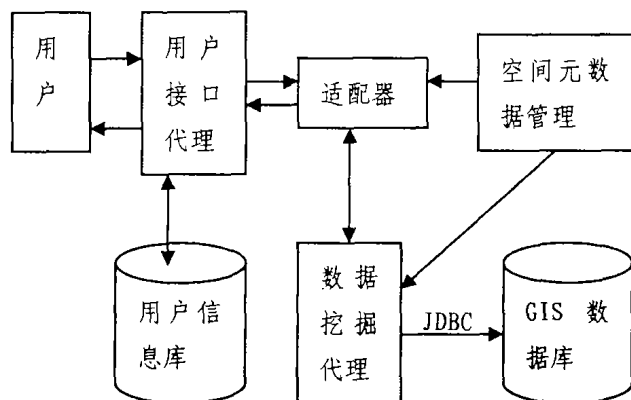 用
户
用户
接口
代理
适配器
空间元数
据管理
用户信
息库
数据
挖掘
代理
JDBC
GIS 数
据库